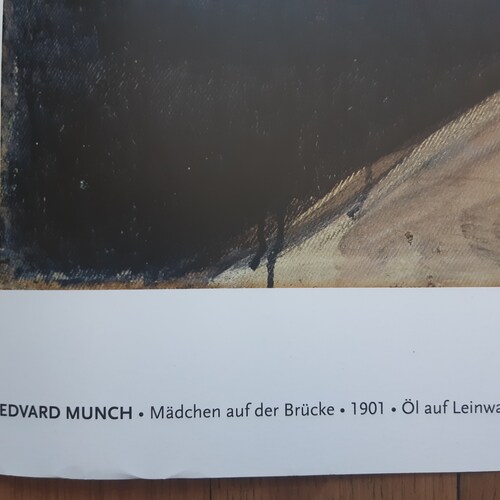 EDVARD MUNCH • Mädchen auf der Brücke • 1901 • Öl auf Leinwa